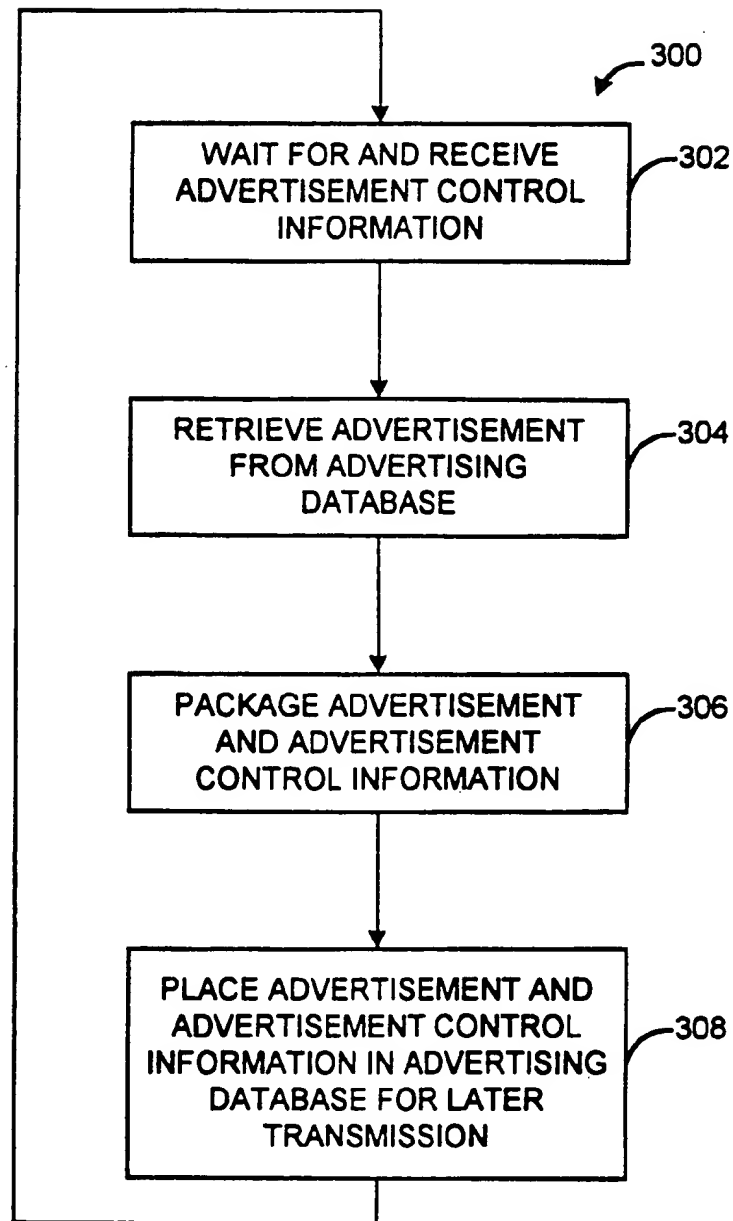 300
WAIT FOR AND RECEIVE
ADVERTISEMENT CONTROL
INFORMATION
302
RETRIEVE ADVERTISEMENT
FROM ADVERTISING
DATABASE
304
PACKAGE ADVERTISEMENT
AND ADVERTISEMENT
CONTROL INFORMATION
306
PLACE ADVERTISEMENT AND
ADVERTISEMENT CONTROL
INFORMATION IN ADVERTISING
DATABASE FOR LATER
TRANSMISSION
308